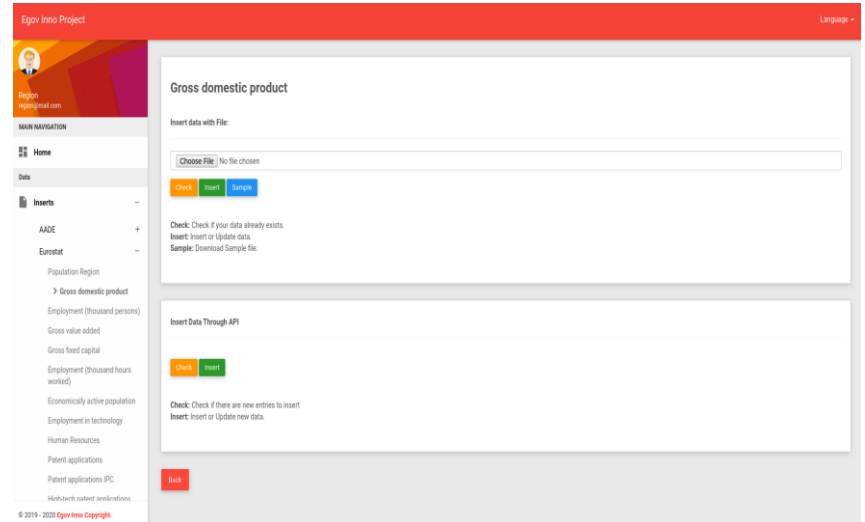 Egov Inno Project
Language
Region
region@mail.com
MAIN NAVIGATION
Home
Data
Inserts
AADE
Eurostat
Population Region
> Gross domestic product
Employment (thousand persons)
Gross value added
Gross fixed capital
Employment (thousand hours
worked)
Economically active population
Employment in technology
Human Resources
Patent applications
Patent applications IPC
High-tech patent applications
© 2019 - 2020 Egov Inno Copyright.
Gross domestic product
Insert data with File:
Choose File No file chosen
Check Insert Sample
Check: Check if your data already exists.
Insert: Insert or Update data.
Sample: Download Sample file.
Insert Data Through API
Check Insert
Check: Check if there are new entries to insert
Insert: Insert or Update new data.
Back